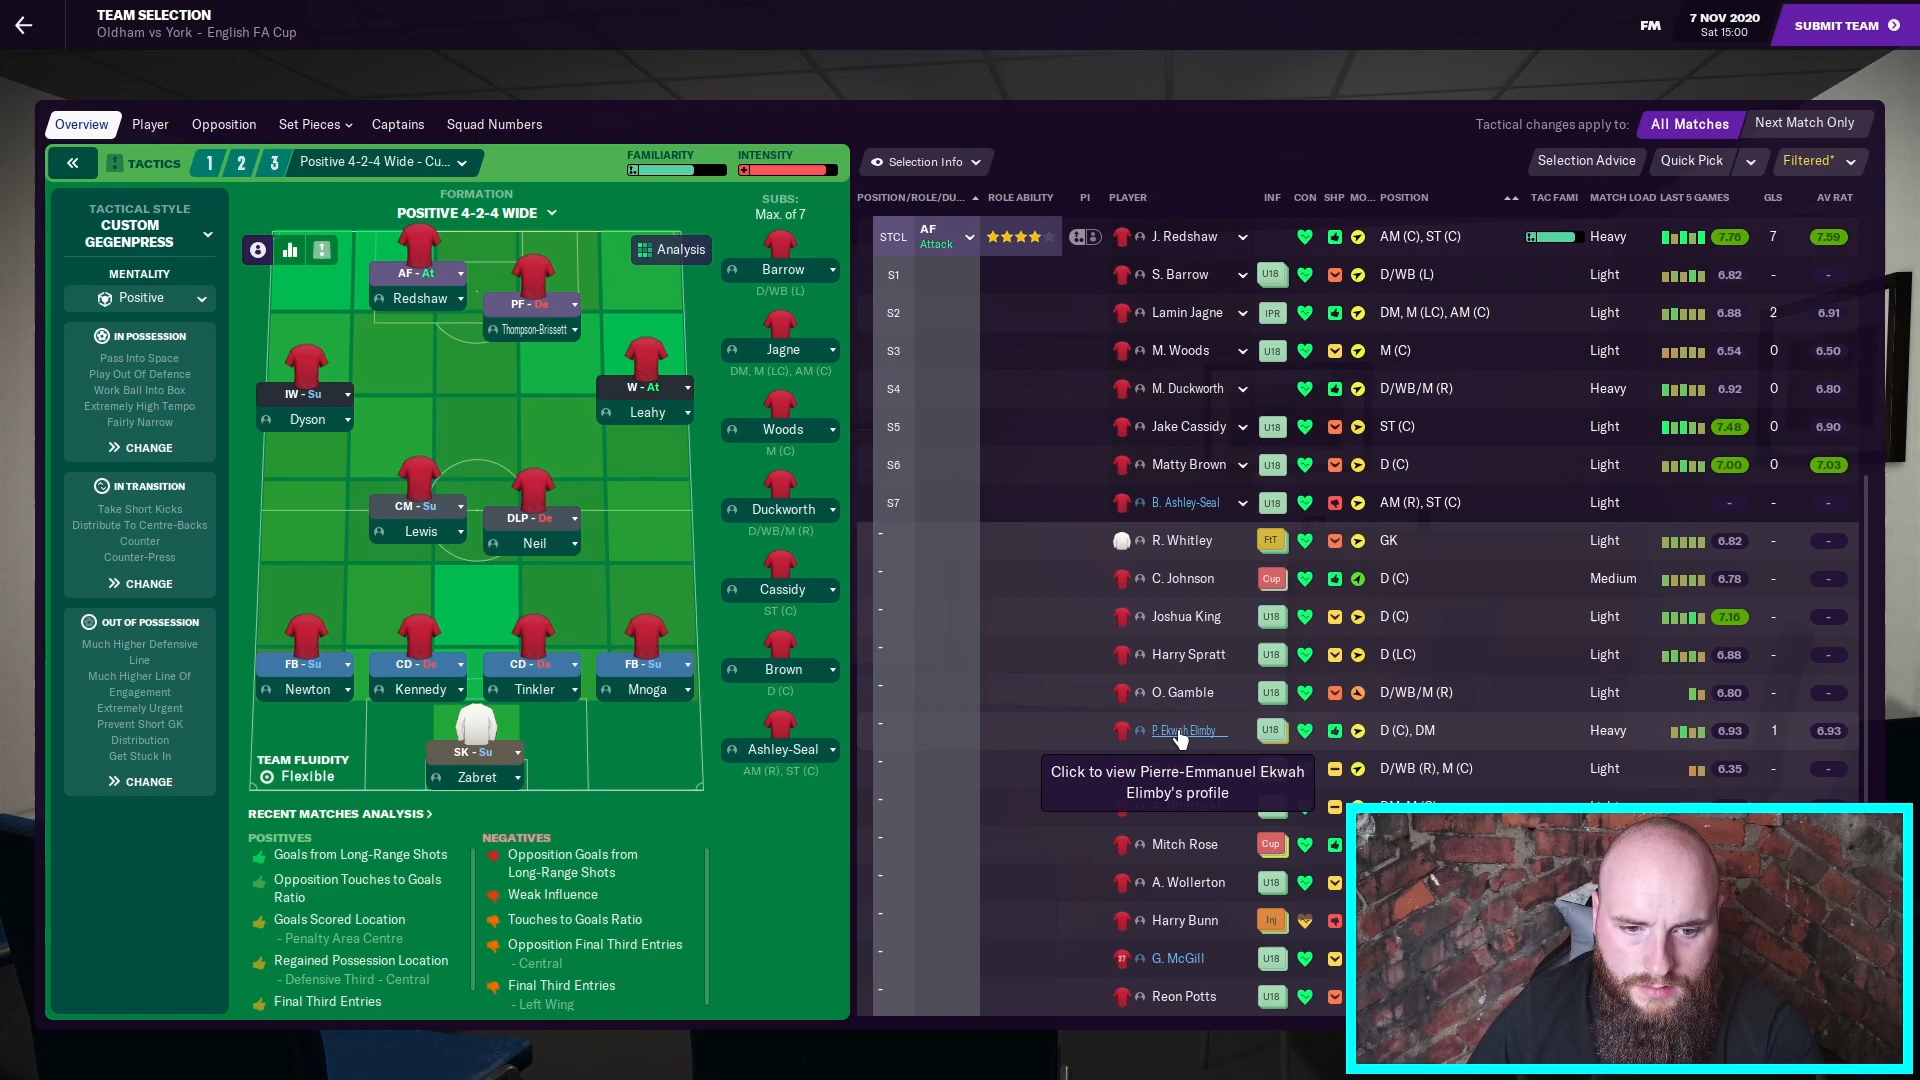 TEAM SELECTION
Oldham vs York - English FA Cup
FM
7 NOV 2020
Sat 15:00
SUBMIT TEAM
Overview
Player
Opposition
Set Pieces
Captains
Squad Numbers
Tactical changes apply to:
All Matches
Next Match Only
TACTICS
1
2
3
Positive 4-2-4 Wide - Cu...
FAMILIARITY
INTENSITY
Selection Info
Selection Advice
Quick Pick
Filtered*
TACTICAL STYLE
CUSTOM
GEGENPRESS
MENTALITY
Positive
IN POSSESSION
Pass Into Space
Play Out Of Defence
Work Ball Into Box
Extremely High Tempo
Fairly Narrow
CHANGE
IN TRANSITION
Take Short Kicks
Distribute To Centre-Backs
Counter
Counter-Press
CHANGE
OUT OF POSSESSION
Much Higher Defensive
Line
Much Higher Line Of
Engagement
Extremely Urgent
Prevent Short GK
Distribution
Get Stuck In
CHANGE
FORMATION
POSITIVE 4-2-4 WIDE
Analysis
AF - At
Redshaw
PF - De
Thompson-Brissett
IW - Su
Dyson
W - At
Leahy
CM - Su
Lewis
DLP - De
Neil
FB - Su
Newton
CD - De
Kennedy
CD - De
Tinkler
FB - Su
Mnoga
SK - Su
Zabret
TEAM FLUIDITY
Flexible
SUBS:
Max. of 7
Barrow
D/WB (L)
Jagne
DM, M (LC), AM (C)
Woods
M (C)
Duckworth
D/WB/M (R)
Cassidy
ST (C)
Brown
D (C)
Ashley-Seal
AM (R), ST (C)
RECENT MATCHES ANALYSIS >
POSITIVES
Goals from Long-Range Shots
Opposition Touches to Goals
Ratio
Goals Scored Location
- Penalty Area Centre
Regained Possession Location
- Defensive Third - Central
Final Third Entries
NEGATIVES
Opposition Goals from
Long-Range Shots
Weak Influence
Touches to Goals Ratio
Opposition Final Third Entries
- Central
Final Third Entries
- Left Wing
POSITION/ROLE/DU... ROLE ABILITY PI PLAYER INF CON SHP MO... POSITION TAC FAMI MATCH LOAD LAST 5 GAMES GLS AV RAT
STCL AF Attack J. Redshaw AM (C), ST (C) Heavy 7.76 7 7.59
S1 S. Barrow U18 D/WB (L) Light 6.82 - -
S2 Lamin Jagne IPR DM, M (LC), AM (C) Light 6.88 2 6.91
S3 M. Woods U18 M (C) Light 6.54 0 6.50
S4 M. Duckworth D/WB/M (R) Heavy 6.92 0 6.80
S5 Jake Cassidy U18 ST (C) Light 7.48 0 6.90
S6 Matty Brown U18 D (C) Light 7.00 0 7.03
S7 B. Ashley-Seal U18 AM (R), ST (C) Light - - -
- R. Whitley FtT GK Light 6.82 - -
- C. Johnson Cup D (C) Medium 6.78 - -
- Joshua King U18 D (C) Light 7.16 - -
- Harry Spratt U18 D (LC) Light 6.88 - -
- O. Gamble U18 D/WB/M (R) Light 6.80 - -
- P. Ekwah Elimby U18 D (C), DM Heavy 6.93 1 6.93
- D/WB (R), M (C) Light 6.35 - -
Click to view Pierre-Emmanuel Ekwah
Elimby's profile
- Mitch Rose Cup
- A. Wollerton U18
- Harry Bunn Inj
- 27 G. McGill U18
- Reon Potts U18